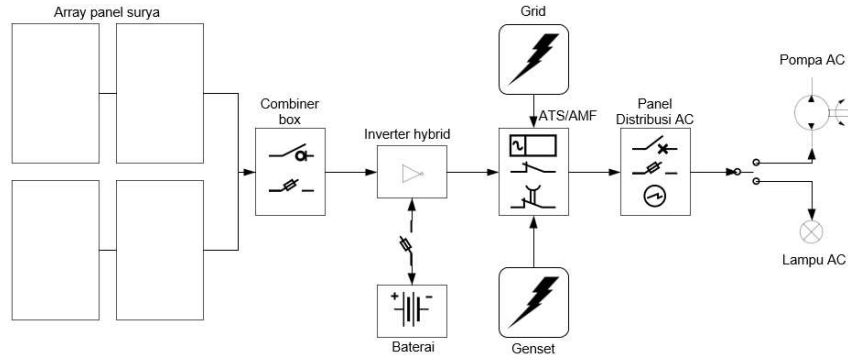 Array panel surya
Grid
Pompa AC
Combiner
box
Inverter hybrid
ATS/AMF
Panel
Distribusi AC
+ -
Baterai
Genset
Lampu AC